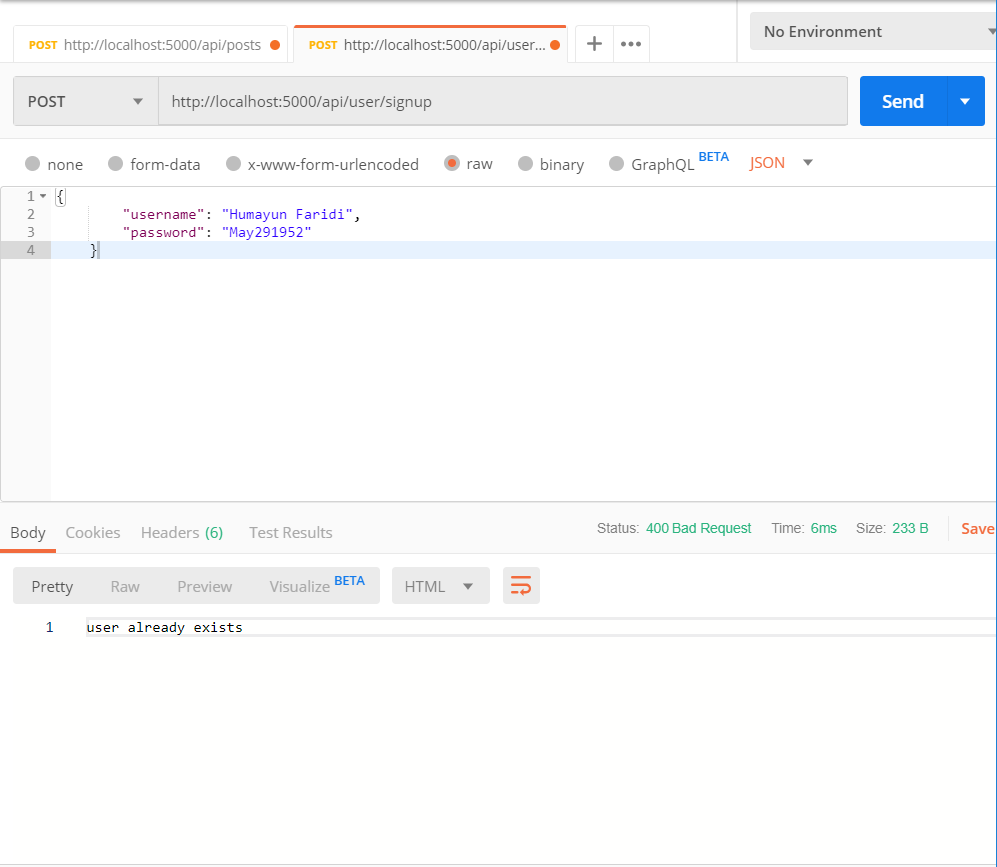 POST http://localhost:5000/api/posts POST http://localhost:5000/api/user... + ••• No Environment
POST http://localhost:5000/api/user/signup Send
none form-data x-www-form-urlencoded raw binary GraphQL BETA JSON
1 {
2 "username": "Humayun Faridi",
3 "password": "May291952"
4 }
Body Cookies Headers (6) Test Results Status: 400 Bad Request Time: 6ms Size: 233 B Save
Pretty Raw Preview Visualize BETA HTML
1 user already exists